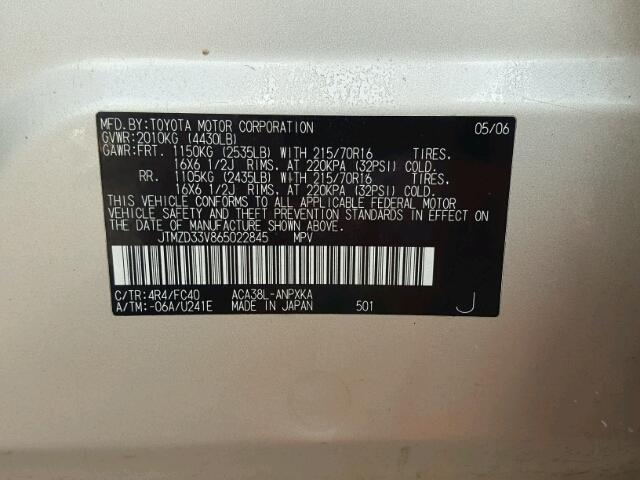 MFD.BY:TOYOTA MOTOR CORPORATION 05/06
GVWR:2010KG (4430LB)
GAWR:FRT. 1150KG (2535LB) WITH 215/70R16 TIRES.
16X6 1/2J RIMS. AT 220KPA (32PSI) COLD
RR. 1105KG (2435LB) WITH 215/70R16 TIRES.
16X6 1/2J RIMS. AT 220KPA (32PSI) COLD.
THIS VEHICLE CONFORMS TO ALL APPLICABLE FEDERAL MOTOR
VEHICLE SAFETY AND THEFT PREVENTION STANDARDS IN EFFECT
ON THE DATE OF MANUFACTURE SHOWN ABOVE.
JTMZD33V865022845 MPV
C/TR:4R4/FC40 ACA38L-ANPXKA
A/TM:-06A/U241E MADE IN JAPAN 501 J